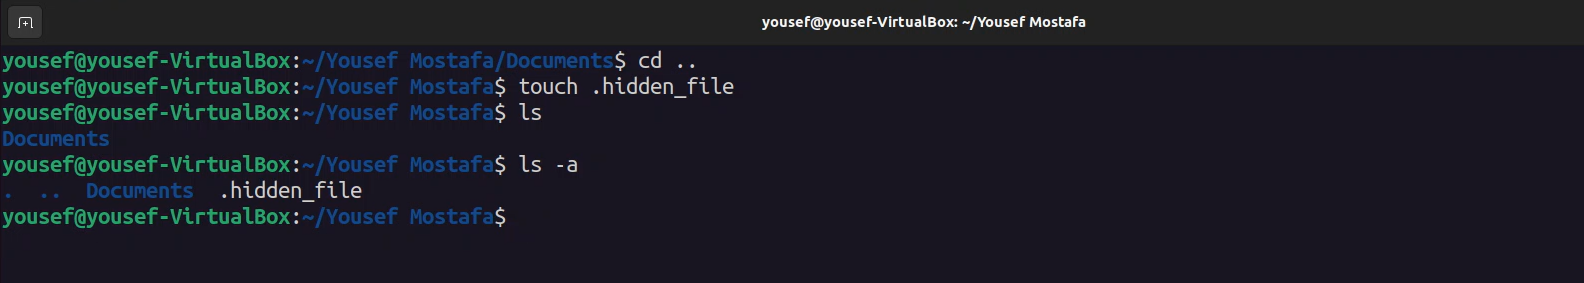 yousef@yousef-VirtualBox: ~/Yousef Mostafa
yousef@yousef-VirtualBox:~/Yousef Mostafa/Documents$ cd ..
yousef@yousef-VirtualBox:~/Yousef Mostafa$ touch .hidden_file
yousef@yousef-VirtualBox:~/Yousef Mostafa$ ls
Documents
yousef@yousef-VirtualBox:~/Yousef Mostafa$ ls -a
.  ..  Documents  .hidden_file
yousef@yousef-VirtualBox:~/Yousef Mostafa$